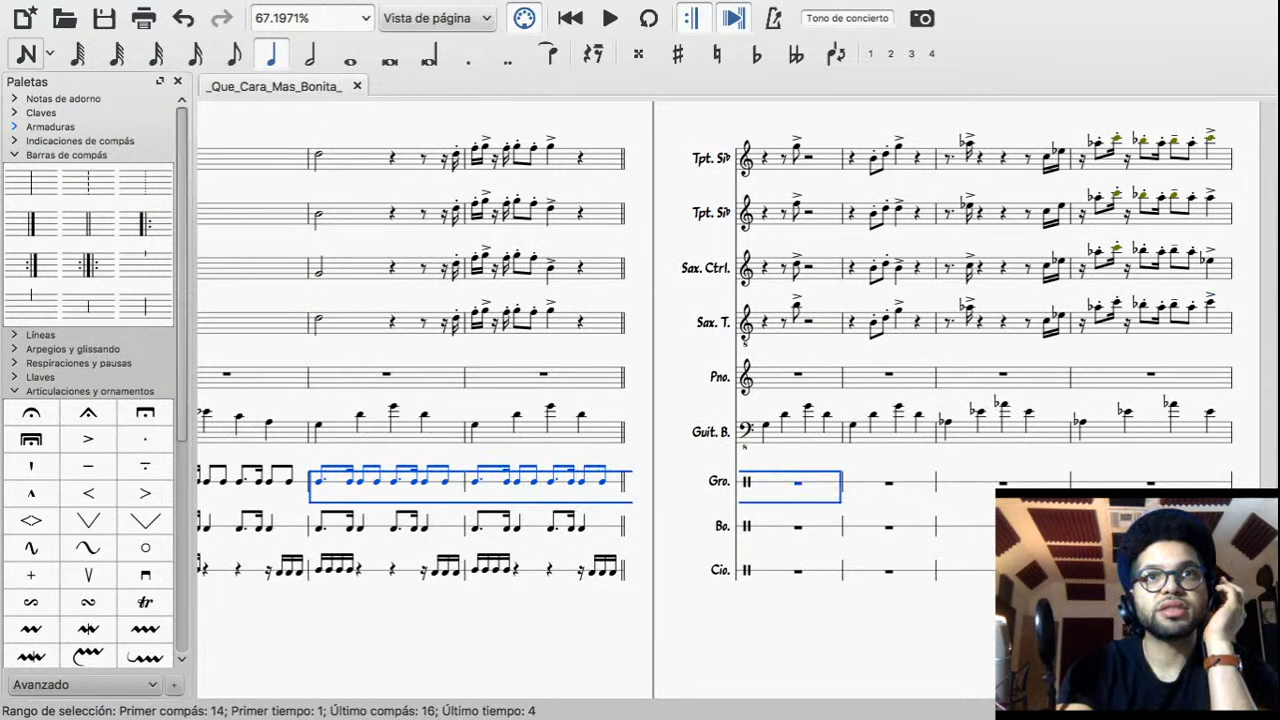 67.1971%
Vista de página
Tono de concierto
1 2 3 4
Paletas
_Que_Cara_Mas_Bonita_
Notas de adorno
Claves
Armaduras
Indicaciones de compás
Barras de compás
Líneas
Arpegios y glissando
Respiraciones y pausas
Llaves
Articulaciones y ornamentos
Avanzado
Tpt. Si♭
Tpt. Si♭
Sax. Ctrl.
Sax. T.
Pno.
Guit. B.
Gro.
Bo.
Cio.
Rango de selección: Primer compás: 14; Primer tiempo: 1; Último compás: 16; Último tiempo: 4